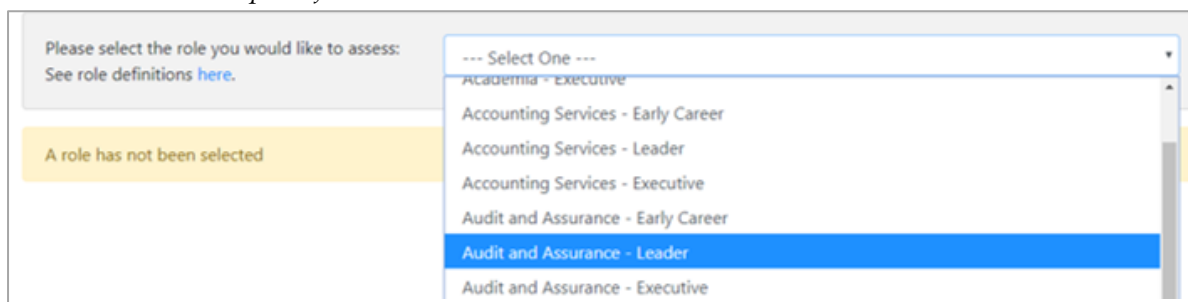 Please select the role you would like to assess:
See role definitions here.
--- Select One ---
Academia - Executive
Accounting Services - Early Career
A role has not been selected
Accounting Services - Leader
Accounting Services - Executive
Audit and Assurance - Early Career
Audit and Assurance - Leader
Audit and Assurance - Executive